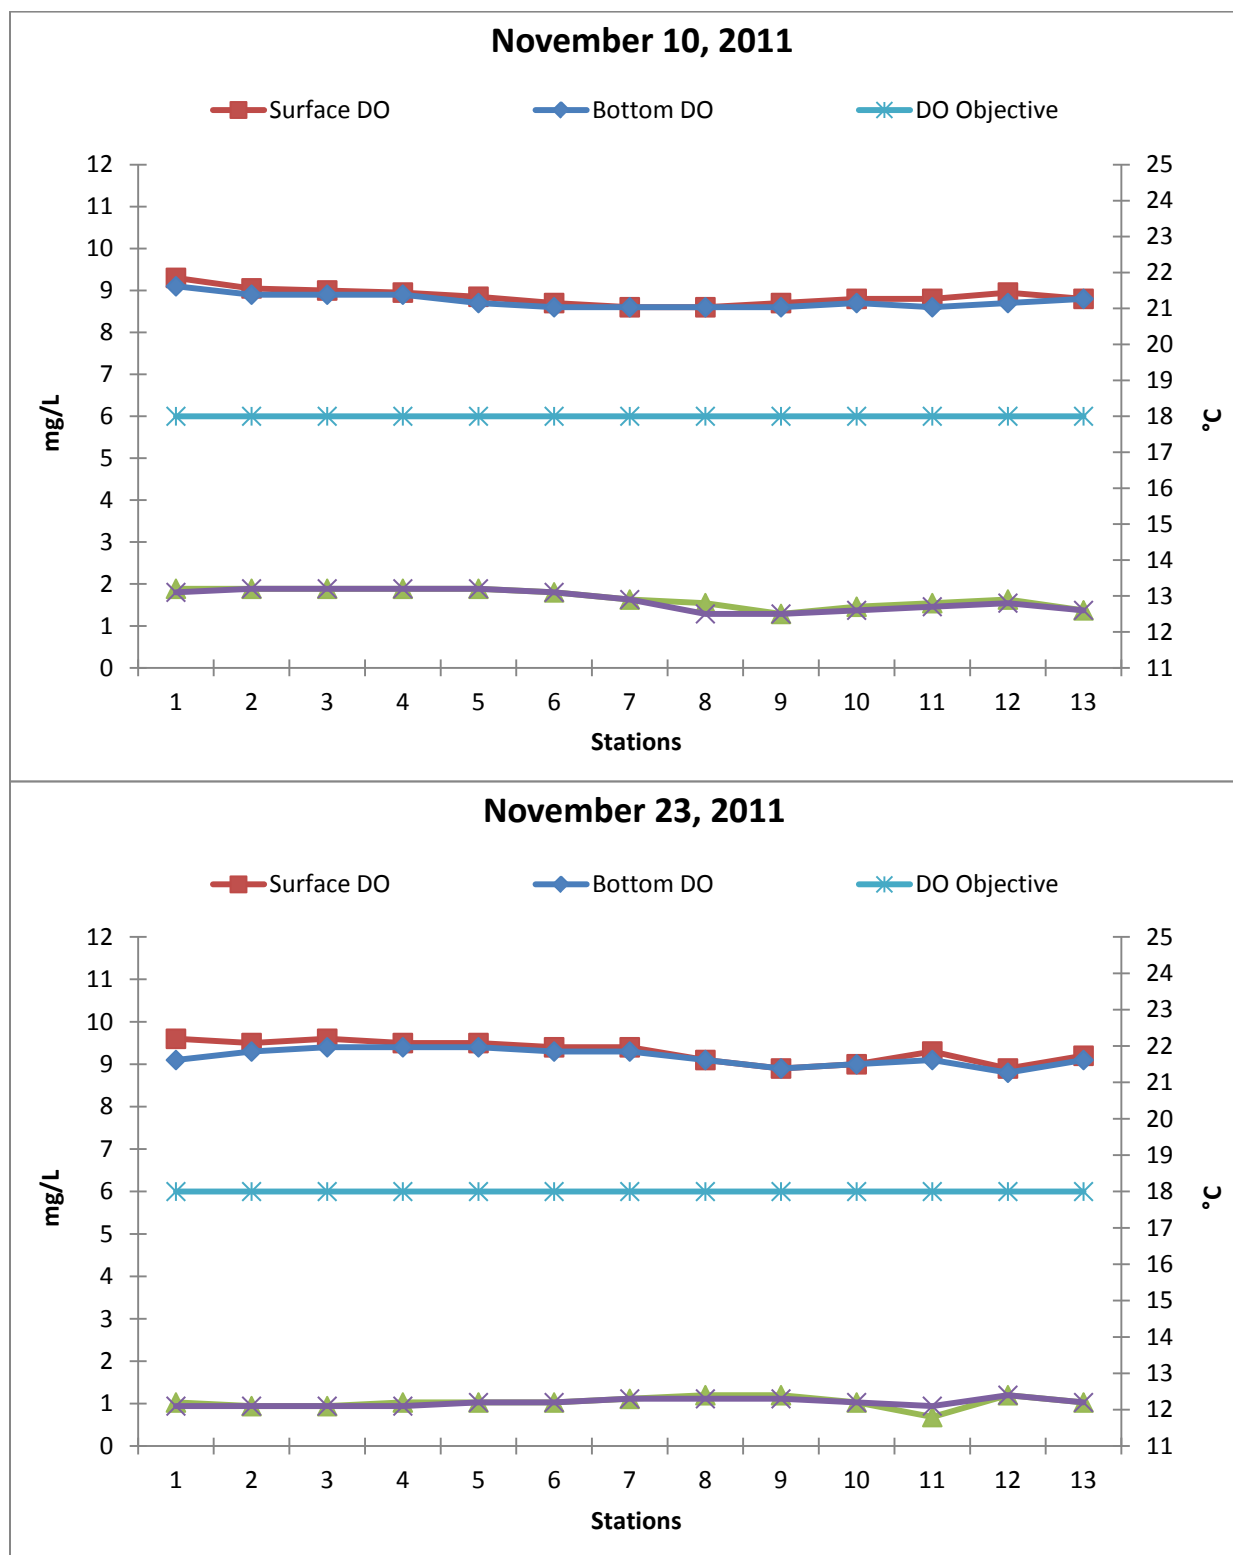 November 10, 2011
Surface DO Bottom DO DO Objective
12 25
11 24
10 23
9 22
8 21
7 20
6 19
5 18
4 17
3 16
2 15
1 14
0 13
12
11
mg/L
°C
1 2 3 4 5 6 7 8 9 10 11 12 13
Stations
November 23, 2011
Surface DO Bottom DO DO Objective
12 25
11 24
10 23
9 22
8 21
7 20
6 19
5 18
4 17
3 16
2 15
1 14
0 13
12
11
mg/L
°C
1 2 3 4 5 6 7 8 9 10 11 12 13
Stations